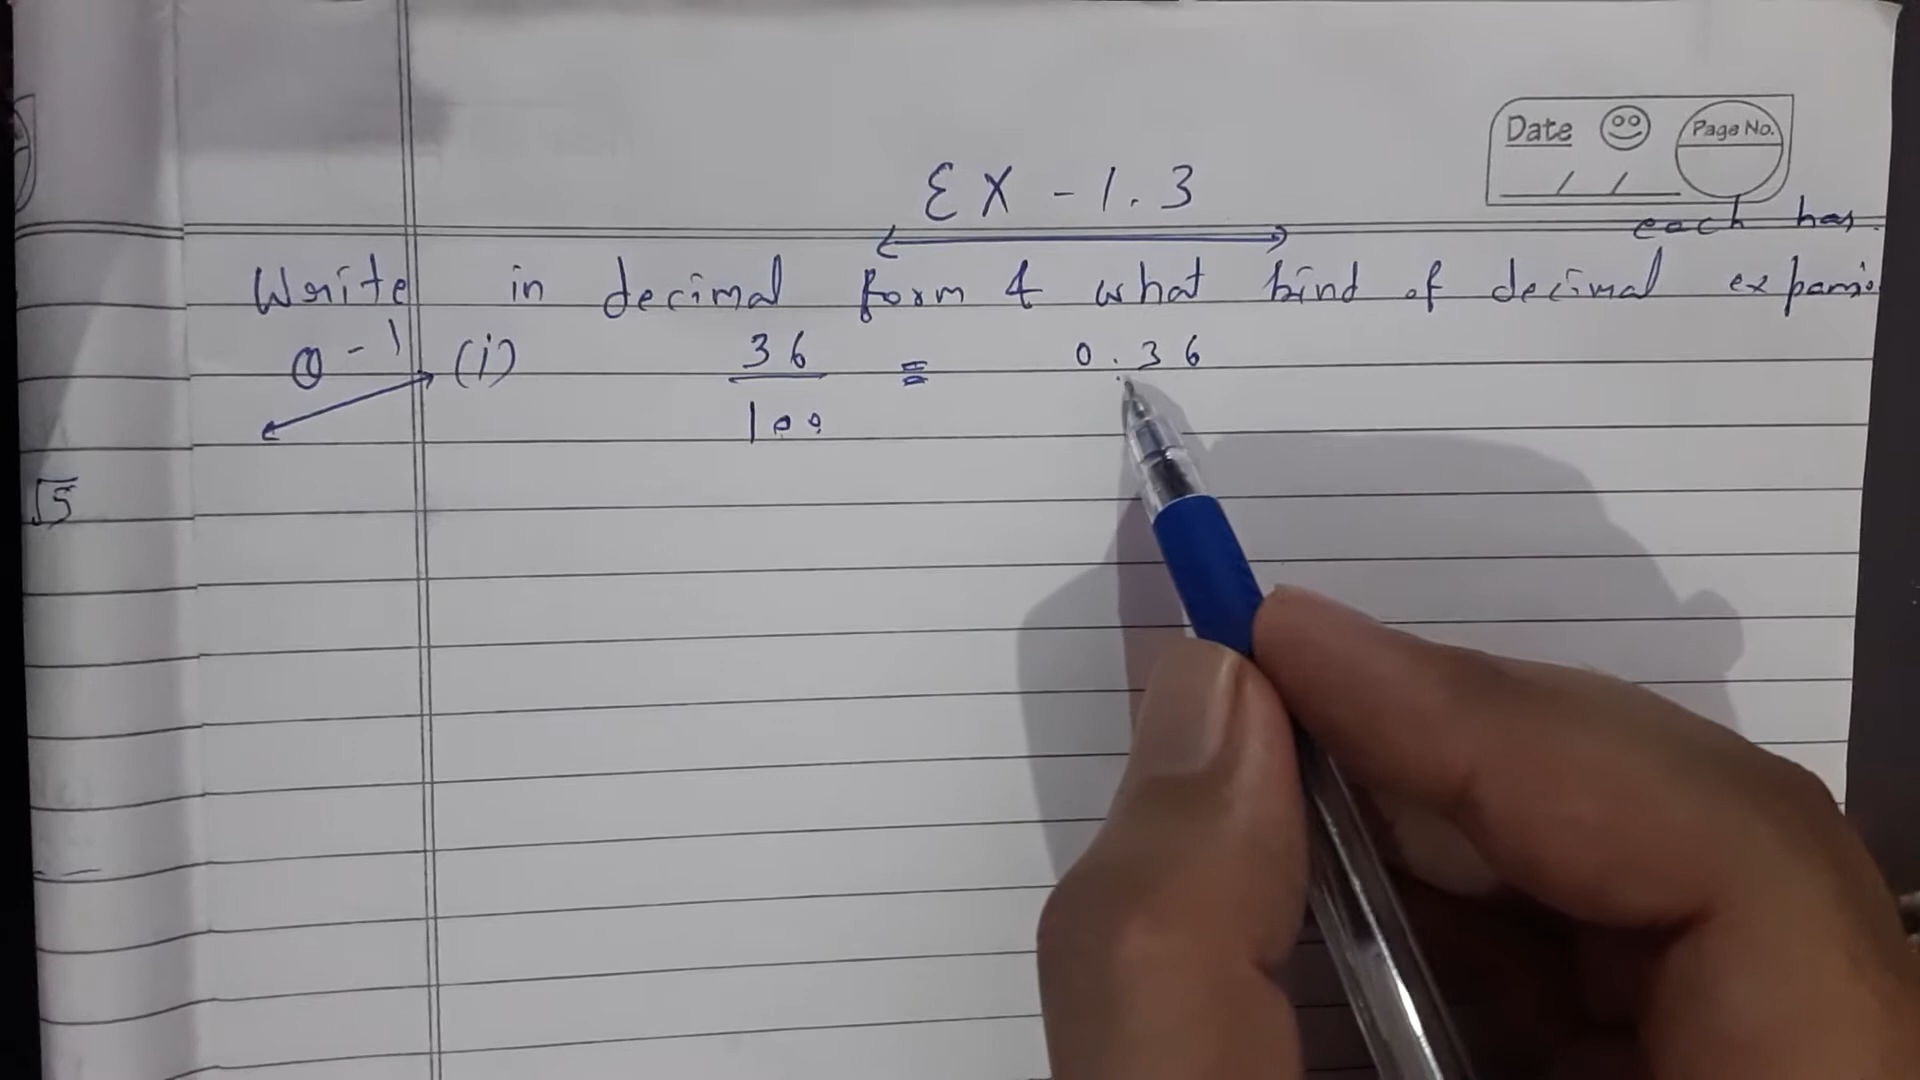 Date
Page No.
EX - 1.3
each has
Write in decimal form & what kind of decimal expansio
Q - 1 (i) 36/100 = 0.36
√5